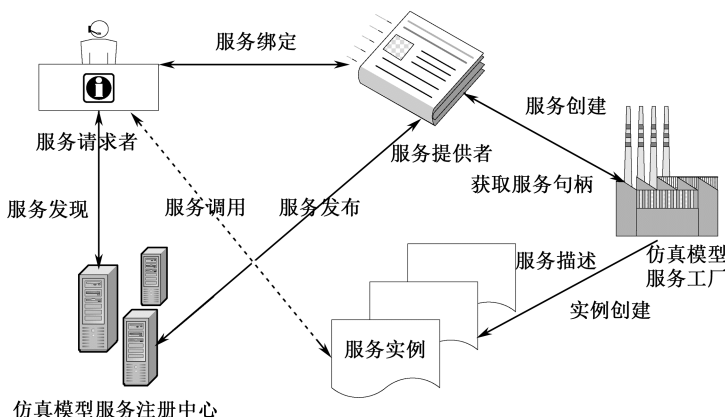 服务绑定
服务创建
服务请求者
服务提供者
获取服务句柄
服务发现
服务调用
服务发布
仿真模型
服务工厂
服务描述
实例创建
服务实例
仿真模型服务注册中心